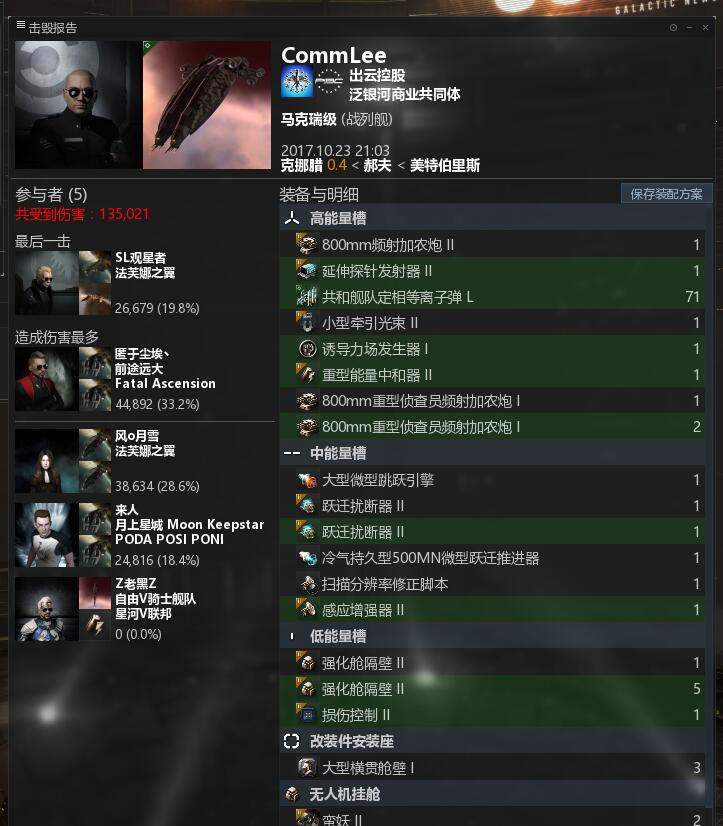 GALACTIC NEWS
击毁报告
CommLee
出云控股
泛银河商业共同体
马克瑞级 (战列舰)
2017.10.23 21:03
克挪腊 0.4 < 郝夫 < 美特伯里斯
参与者 (5)
共受到伤害：135,021
最后一击
SL观星者
法芙娜之翼
26,679 (19.8%)
造成伤害最多
匿于尘埃丶
前途远大
Fatal Ascension
44,892 (33.2%)
风o月雪
法芙娜之翼
38,634 (28.6%)
来人
月上星城 Moon Keepstar
PODA POSI PONI
24,816 (18.4%)
Z老黑Z
自由V骑士舰队
星河V联邦
0 (0.0%)
装备与明细
保存装配方案
高能量槽
800mm频射加农炮 II 1
延伸探针发射器 II 1
共和舰队定相等离子弹 L 71
小型牵引光束 II 1
诱导力场发生器 I 1
重型能量中和器 II 1
800mm重型侦查员频射加农炮 I 1
800mm重型侦查员频射加农炮 I 2
中能量槽
大型微型跳跃引擎 1
跃迁扰断器 II 1
跃迁扰断器 II 1
冷气持久型500MN微型跃迁推进器 1
扫描分辨率修正脚本 1
感应增强器 II 1
低能量槽
强化舱隔壁 II 1
强化舱隔壁 II 5
损伤控制 II 1
改装件安装座
大型横贯舱壁 I 3
无人机挂舱
蛮妖 II 2